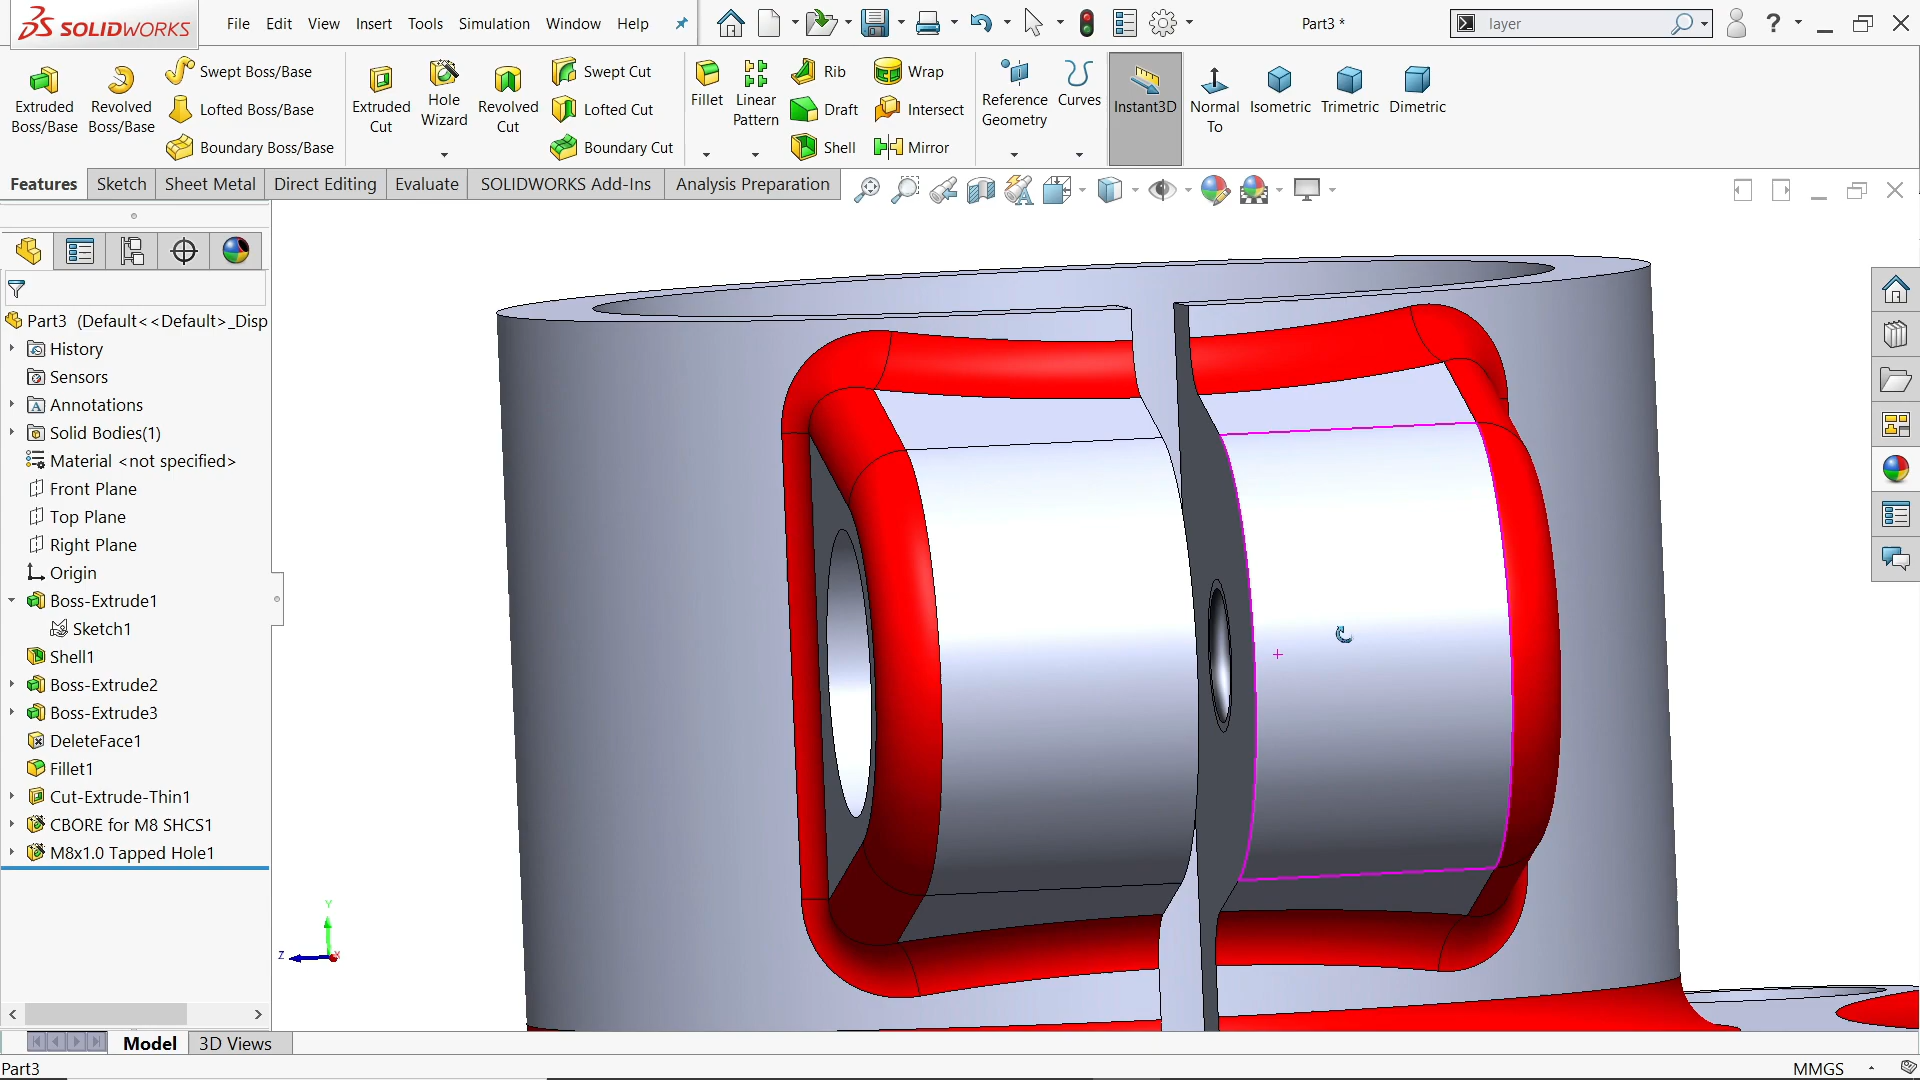 SOLIDWORKS
File Edit View Insert Tools Simulation Window Help
Part3 *
layer
?
Extruded Boss/Base
Revolved Boss/Base
Swept Boss/Base
Lofted Boss/Base
Boundary Boss/Base
Extruded Cut
Hole Wizard
Revolved Cut
Swept Cut
Lofted Cut
Boundary Cut
Fillet
Linear Pattern
Rib
Draft
Shell
Wrap
Intersect
Mirror
Reference Geometry
Curves
Instant3D
Normal To
Isometric
Trimetric
Dimetric
Features Sketch Sheet Metal Direct Editing Evaluate SOLIDWORKS Add-Ins Analysis Preparation
Part3 (Default<<Default>_Disp
History
Sensors
Annotations
Solid Bodies(1)
Material <not specified>
Front Plane
Top Plane
Right Plane
Origin
Boss-Extrude1
Sketch1
Shell1
Boss-Extrude2
Boss-Extrude3
DeleteFace1
Fillet1
Cut-Extrude-Thin1
CBORE for M8 SHCS1
M8x1.0 Tapped Hole1
Y
Z
X
Model 3D Views
Part3
MMGS